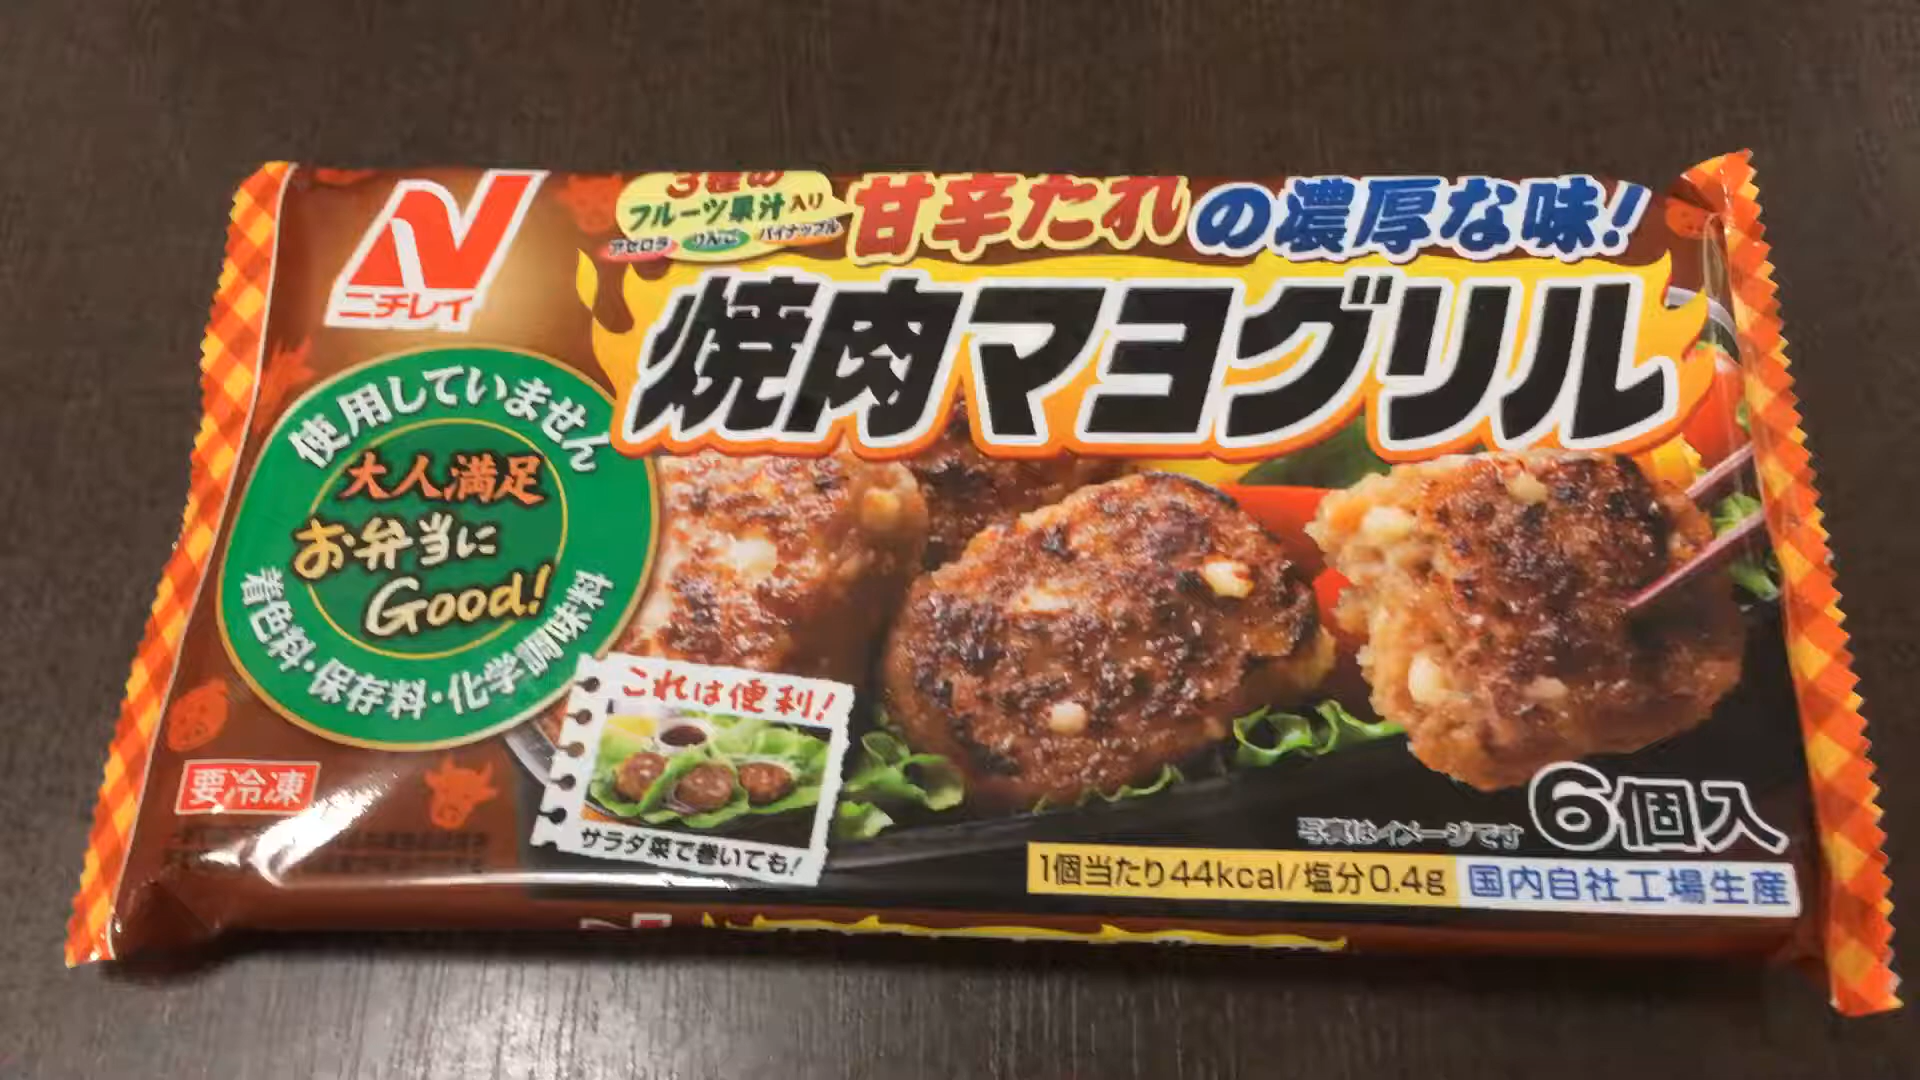 ニチレイ
3種の
フルーツ果汁入り
アセロラ りんご パイナップル
甘辛たれの濃厚な味!
焼肉マヨグリル
使用していません
大人満足
お弁当に
Good!
着色料・保存料・化学調味料
これは便利!
サラダ菜で巻いても!
要冷凍
写真はイメージです
6個入
1個当たり44kcal/塩分0.4g
国内自社工場生産